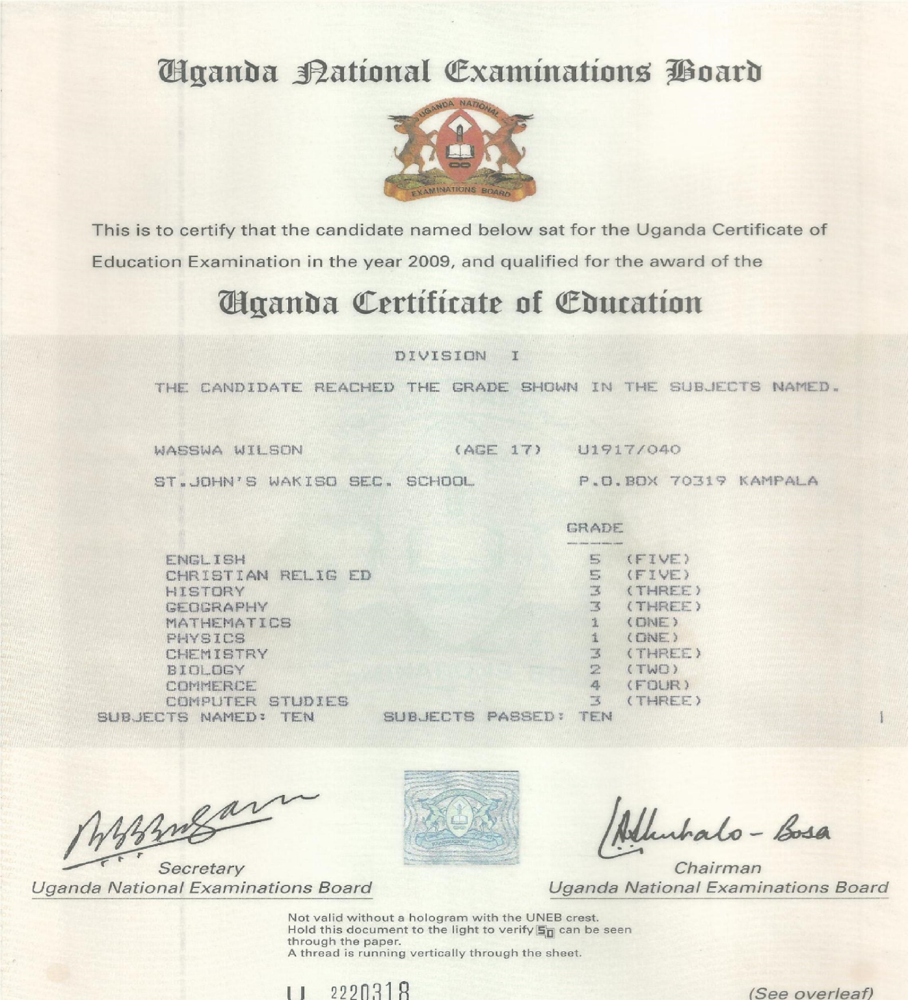 Uganda National Examinations Board
UGANDA NATIONAL
EXAMINATIONS BOARD
This is to certify that the candidate named below sat for the Uganda Certificate of
Education Examination in the year 2009, and qualified for the award of the
Uganda Certificate of Education
DIVISION I
THE CANDIDATE REACHED THE GRADE SHOWN IN THE SUBJECTS NAMED.
WASSWA WILSON (AGE 17) U1917/040
ST.JOHN'S WAKISO SEC. SCHOOL P.O.BOX 70319 KAMPALA
GRADE
ENGLISH 5 (FIVE)
CHRISTIAN RELIG ED 5 (FIVE)
HISTORY 3 (THREE)
GEOGRAPHY 3 (THREE)
MATHEMATICS 1 (ONE)
PHYSICS 1 (ONE)
CHEMISTRY 3 (THREE)
BIOLOGY 2 (TWO)
COMMERCE 4 (FOUR)
COMPUTER STUDIES 3 (THREE)
SUBJECTS NAMED: TEN SUBJECTS PASSED: TEN
Bosa
Secretary
Uganda National Examinations Board
Chairman
Uganda National Examinations Board
Not valid without a hologram with the UNEB crest.
Hold this document to the light to verify can be seen
through the paper.
A thread is running vertically through the sheet.
U 2220318
(See overleaf)